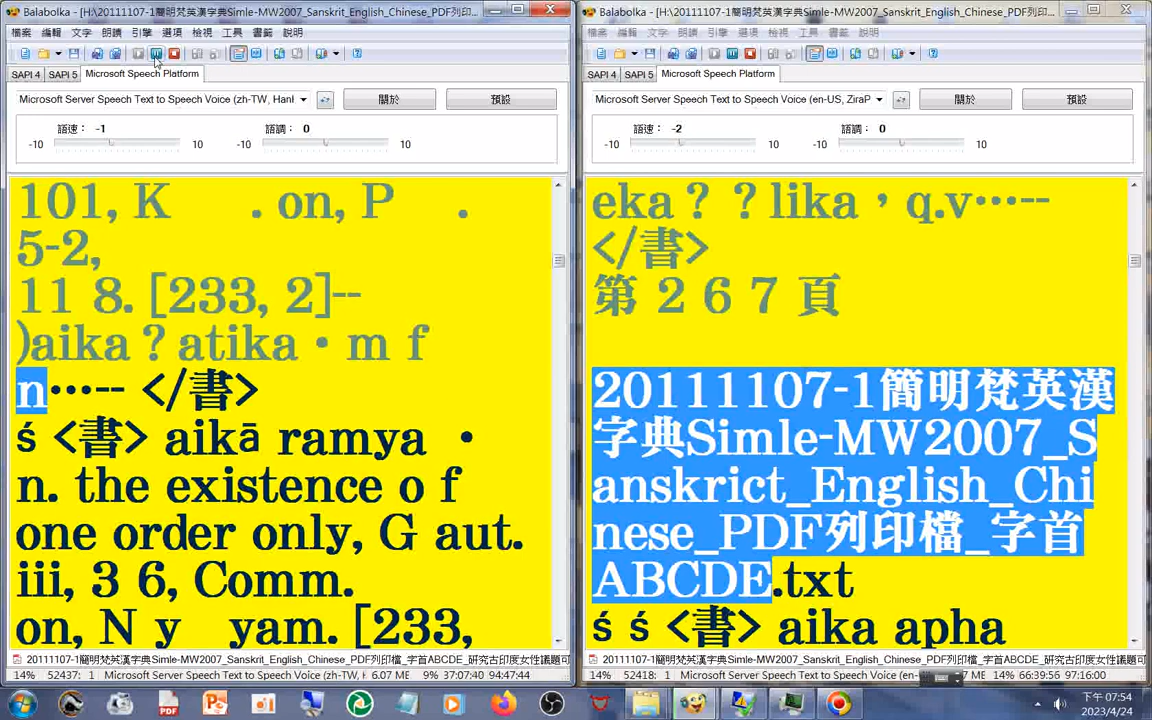 Balabolka - [H:\20111107-1簡明梵英漢字典Simle-MW2007_Sanskrit_English_Chinese_PDF列印...
檔案 編輯 文字 朗讀 引擎 選項 檢視 工具 書籤 說明
SAPI 4 SAPI 5 Microsoft Speech Platform
Microsoft Server Speech Text to Speech Voice (zh-TW, Hanl
關於 預設
語速： -1 語調： 0
-10 10 -10 10
101, K . on, P .
5-2,
11 8. [233, 2]--
)aika？atika‧m f
n…-- </書>
ś <書> aikā ramya ‧
n. the existence o f
one order only, G aut.
iii, 3 6, Comm.
on, N y yam. [233,
20111107-1簡明梵英漢字典Simle-MW2007_Sanskrit_English_Chinese_PDF列印檔_字首ABCDE_研究古印度女性議題可
14% 52437: 1 Microsoft Server Speech Text to Speech Voice (zh-TW, H 6.07 ME 9% 37:07:40 94:47:44
Balabolka - [H:\20111107-1簡明梵英漢字典Simle-MW2007_Sanskrit_English_Chinese_PDF列印...
檔案 編輯 文字 朗讀 引擎 選項 檢視 工具 書籤 說明
SAPI 4 SAPI 5 Microsoft Speech Platform
Microsoft Server Speech Text to Speech Voice (en-US, ZiraP
關於 預設
語速： -2 語調： 0
-10 10 -10 10
eka？？lika，q.v…--
</書>
第 2 6 7 頁
20111107-1簡明梵英漢
字典Simle-MW2007_S
anskrict_English_Chi
nese_PDF列印檔_字首
ABCDE.txt
ś ś <書> aika apha
20111107-1簡明梵英漢字典Simle-MW2007_Sanskrit_English_Chinese_PDF列印檔_字首ABCDE_研究古印度女性議題可
14% 52418: 1 Microsoft Server Speech Text to Speech Voice (en-US, 14% 66:39:56 97:16:00
PDF
下午 07:54
2023/4/24